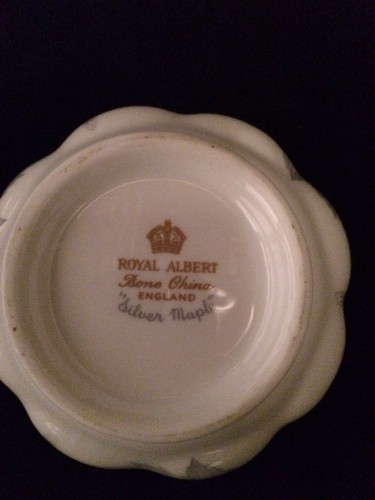 ROYAL ALBERT
Bone China
ENGLAND
"Silver Maple"